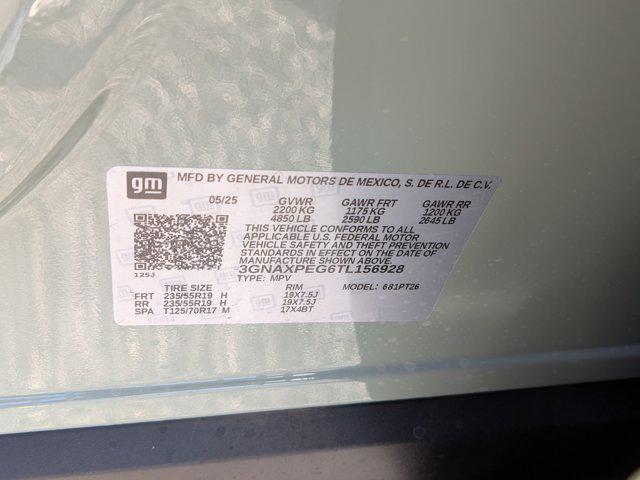 gm MFD BY GENERAL MOTORS DE MEXICO, S. DE R.L. DE C.V.
05/25 GVWR GAWR FRT GAWR RR
2200 KG 1175 KG 1200 KG
4850 LB 2590 LB 2645 LB
THIS VEHICLE CONFORMS TO ALL
APPLICABLE U.S. FEDERAL MOTOR
VEHICLE SAFETY AND THEFT PREVENTION
STANDARDS IN EFFECT ON THE DATE OF
MANUFACTURE SHOWN ABOVE.
3GNAXPEG6TL156928
125J TYPE: MPV
TIRE SIZE RIM MODEL: 681PT26
FRT 235/55R19 H 19X7.5J
RR 235/55R19 H 19X7.5J
SPA T125/70R17 M 17X4BT